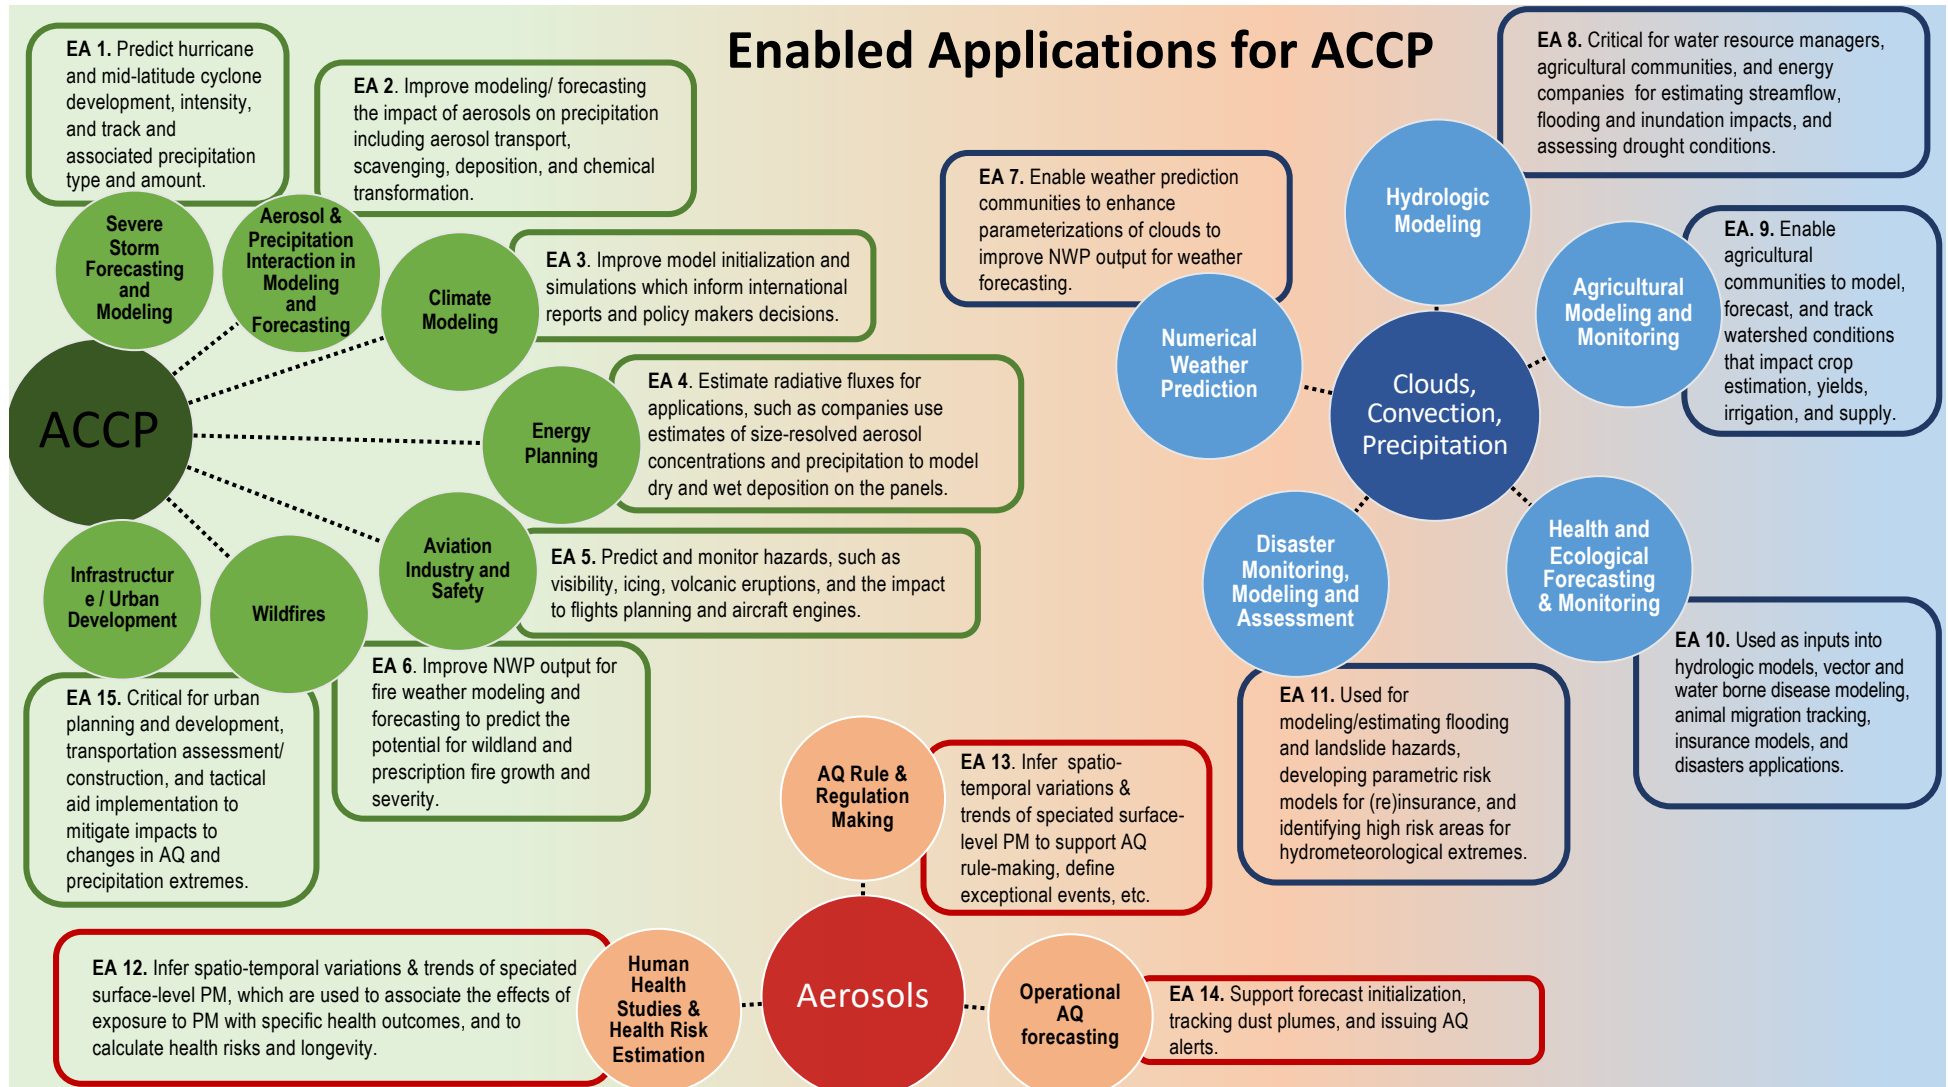 Enabled Applications for ACCP
EA 1. Predict hurricane
and mid-latitude cyclone
development, intensity,
and track and
associated precipitation
type and amount.
Severe
Storm
Forecasting
and
Modeling
EA 2. Improve modeling/ forecasting
the impact of aerosols on precipitation
including aerosol transport,
scavenging, deposition, and chemical
transformation.
Aerosol &
Precipitation
Interaction in
Modeling
and
Forecasting
Climate
Modeling
EA 3. Improve model initialization and
simulations which inform international
reports and policy makers decisions.
ACCP
Energy
Planning
EA 4. Estimate radiative fluxes for
applications, such as companies use
estimates of size-resolved aerosol
concentrations and precipitation to model
dry and wet deposition on the panels.
Aviation
Industry and
Safety
EA 5. Predict and monitor hazards, such as
visibility, icing, volcanic eruptions, and the impact
to flights planning and aircraft engines.
Wildfires
EA 6. Improve NWP output for
fire weather modeling and
forecasting to predict the
potential for wildland and
prescription fire growth and
severity.
Infrastructur
e / Urban
Development
EA 15. Critical for urban
planning and development,
transportation assessment/
construction, and tactical
aid implementation to
mitigate impacts to
changes in AQ and
precipitation extremes.
EA 7. Enable weather prediction
communities to enhance
parameterizations of clouds to
improve NWP output for weather
forecasting.
Numerical
Weather
Prediction
EA 8. Critical for water resource managers,
agricultural communities, and energy
companies for estimating streamflow,
flooding and inundation impacts, and
assessing drought conditions.
Hydrologic
Modeling
Agricultural
Modeling and
Monitoring
EA. 9. Enable
agricultural
communities to model,
forecast, and track
watershed conditions
that impact crop
estimation, yields,
irrigation, and supply.
Clouds,
Convection,
Precipitation
Health and
Ecological
Forecasting
& Monitoring
EA 10. Used as inputs into
hydrologic models, vector and
water borne disease modeling,
animal migration tracking,
insurance models, and
disasters applications.
Disaster
Monitoring,
Modeling and
Assessment
EA 11. Used for
modeling/estimating flooding
and landslide hazards,
developing parametric risk
models for (re)insurance, and
identifying high risk areas for
hydrometeorological extremes.
AQ Rule &
Regulation
Making
EA 13. Infer spatio-
temporal variations &
trends of speciated surface-
level PM to support AQ
rule-making, define
exceptional events, etc.
EA 12. Infer spatio-temporal variations & trends of speciated
surface-level PM, which are used to associate the effects of
exposure to PM with specific health outcomes, and to
calculate health risks and longevity.
Human
Health
Studies &
Health Risk
Estimation
Aerosols
Operational
AQ
forecasting
EA 14. Support forecast initialization,
tracking dust plumes, and issuing AQ
alerts.